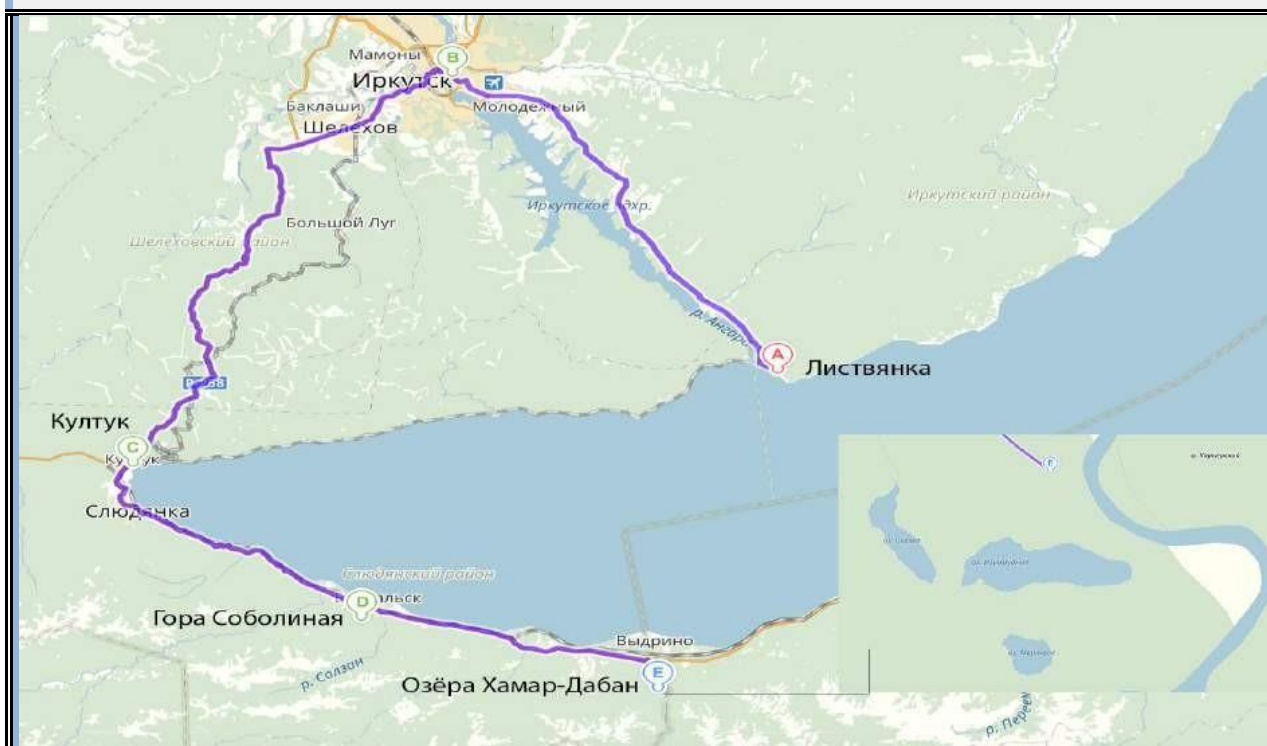 Мамоны
B
Иркутск
Баклаши
Молодежный
Шелехов
Иркутский район
Иркутское вдхр.
Большой Луг
Шелеховский район
р. Ангара
A
Листвянка
Култук
C
Слюдянка
Слюдянский район
D
Гора Соболиная
Выдрино
E
р. Солзан
Озёра Хамар-Дабан
E